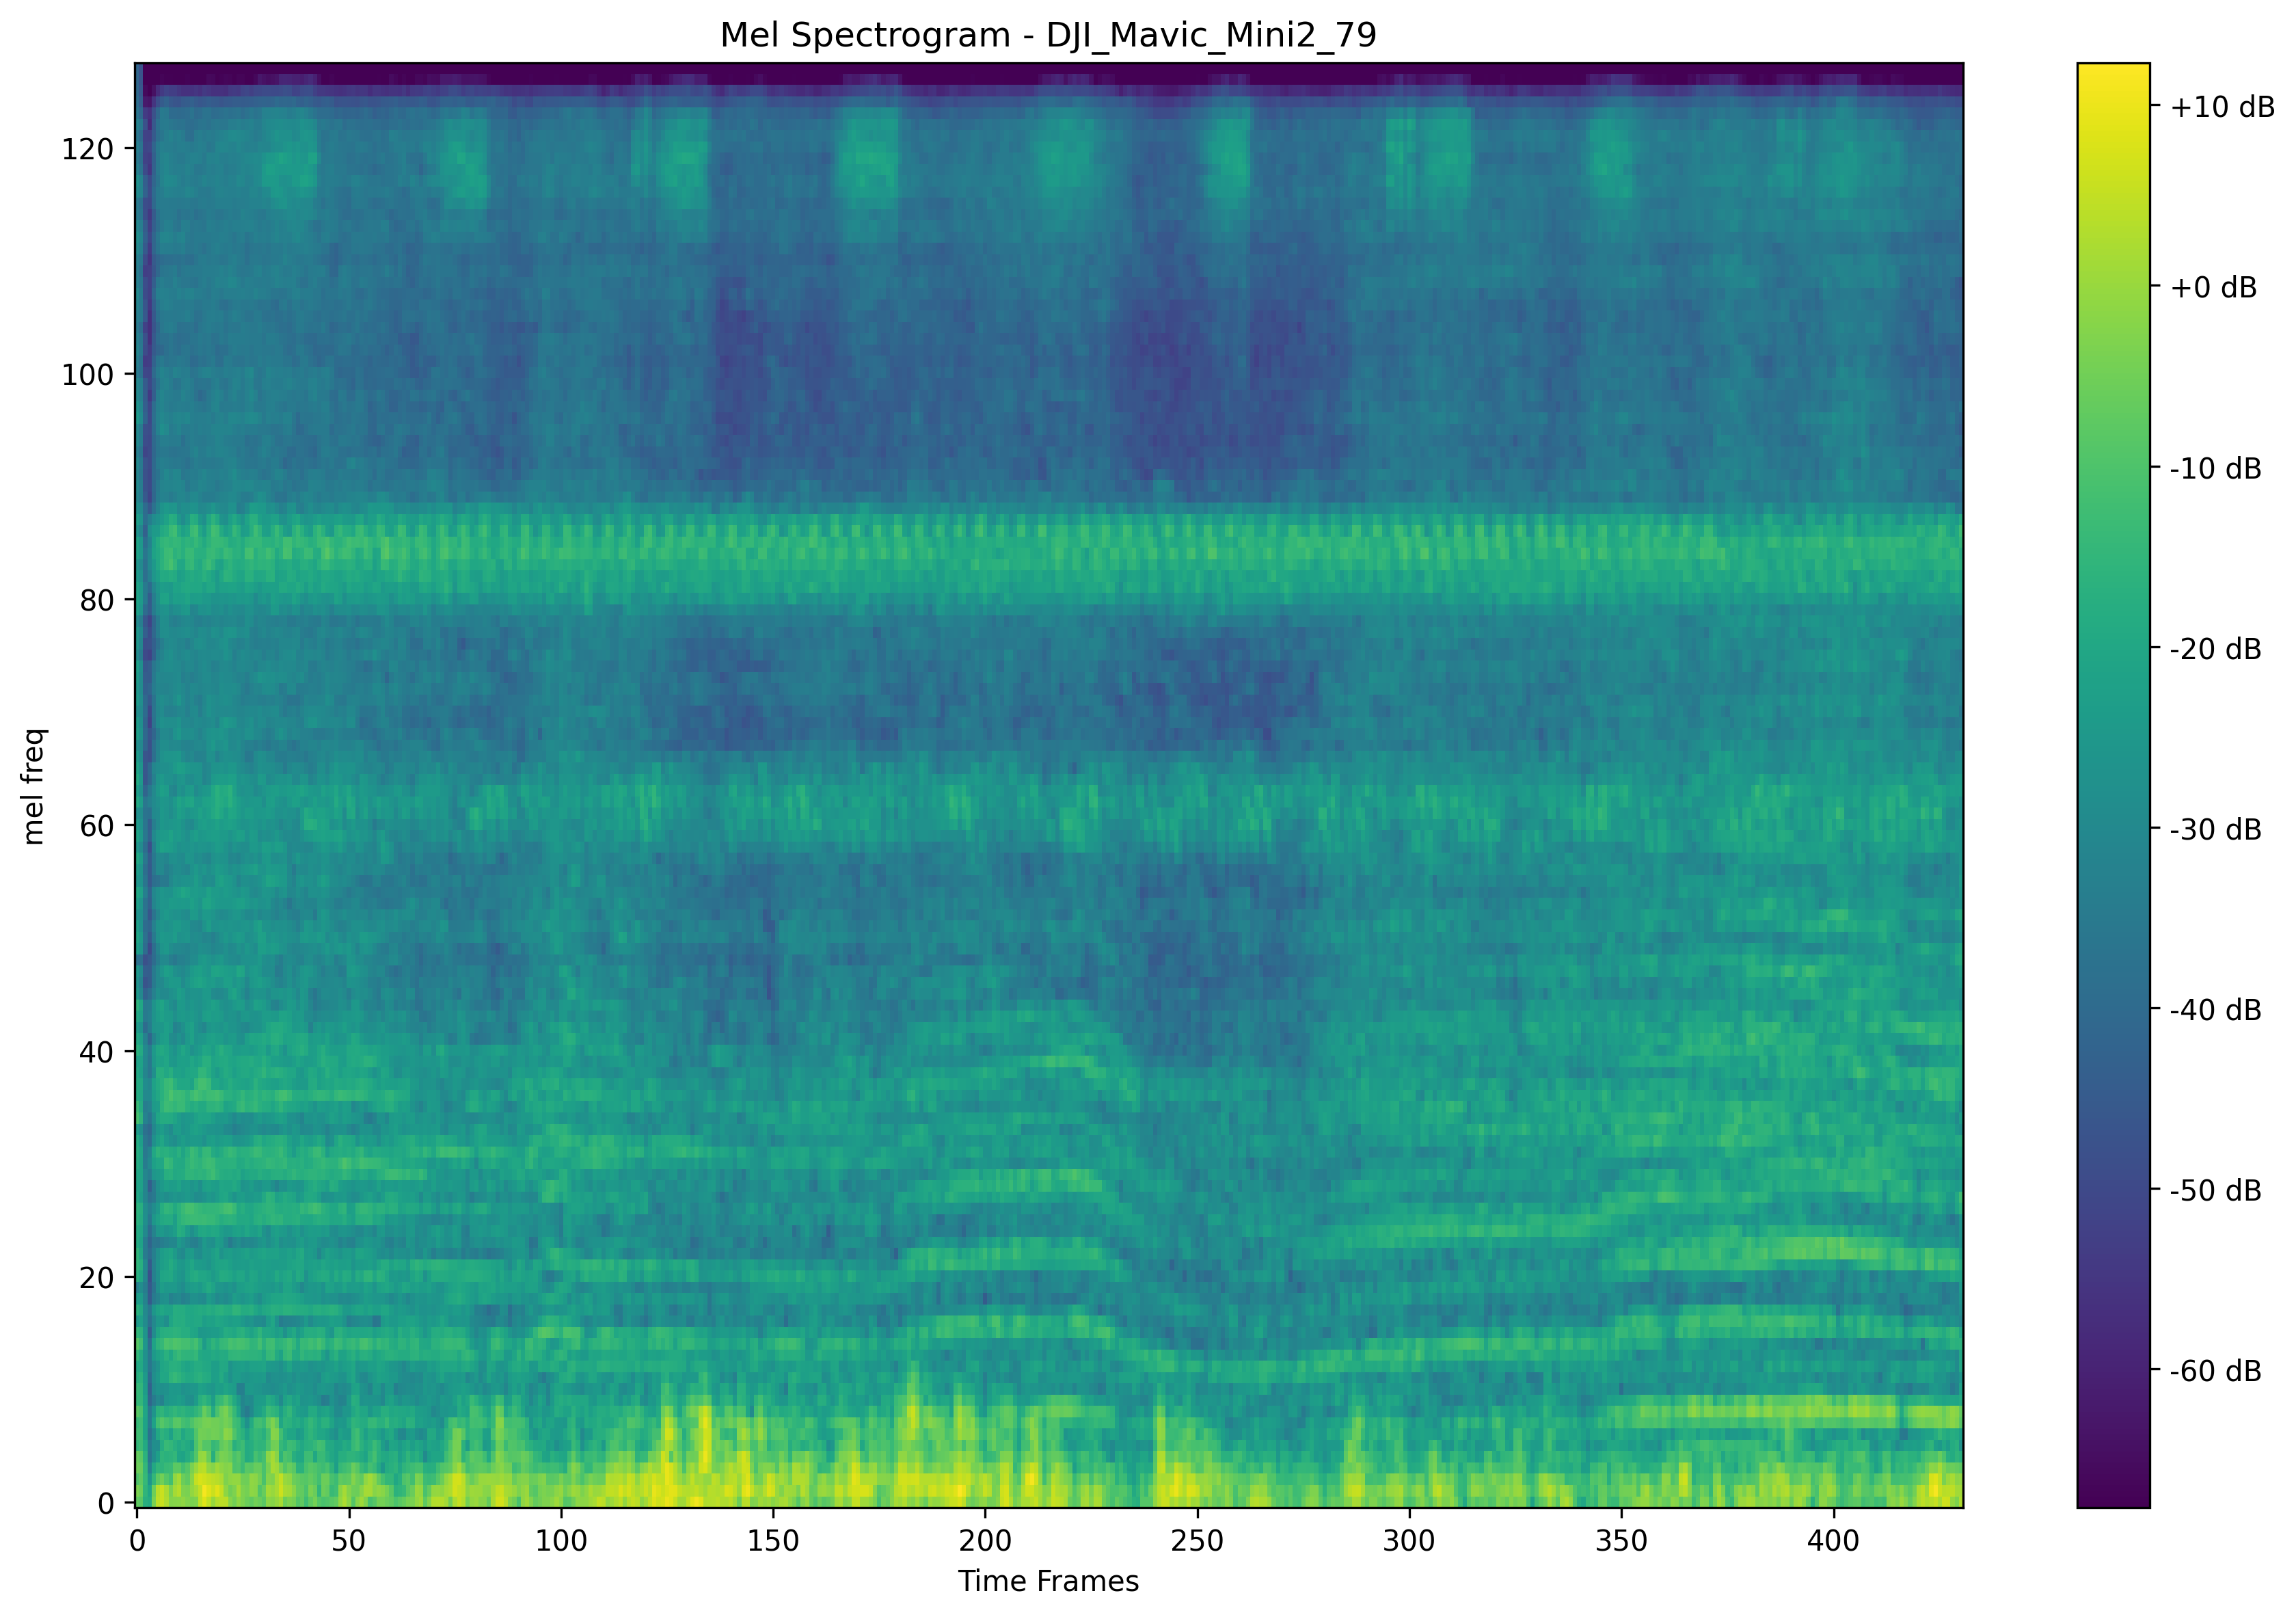 Mel Spectrogram - DJI_Mavic_Mini2_79
mel freq
120
100
80
60
40
20
0
0 50 100 150 200 250 300 350 400
Time Frames
+10 dB
+0 dB
-10 dB
-20 dB
-30 dB
-40 dB
-50 dB
-60 dB